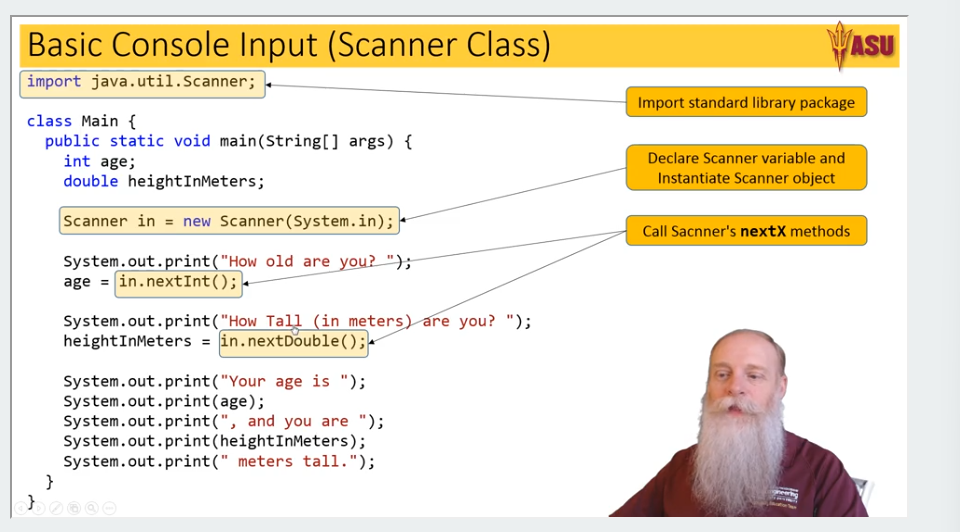 Basic Console Input (Scanner Class)
ASU
import java.util.Scanner;
Import standard library package
class Main {
public static void main(String[] args) {
int age;
double heightInMeters;
Declare Scanner variable and
Instantiate Scanner object
Scanner in = new Scanner(System.in);
Call Sacnner's nextX methods
System.out.print("How old are you? ");
age = in.nextInt();
System.out.print("How Tall (in meters) are you? ");
heightInMeters = in.nextDouble();
System.out.print("Your age is ");
System.out.print(age);
System.out.print(", and you are ");
System.out.print(heightInMeters);
System.out.print(" meters tall.");
}
}